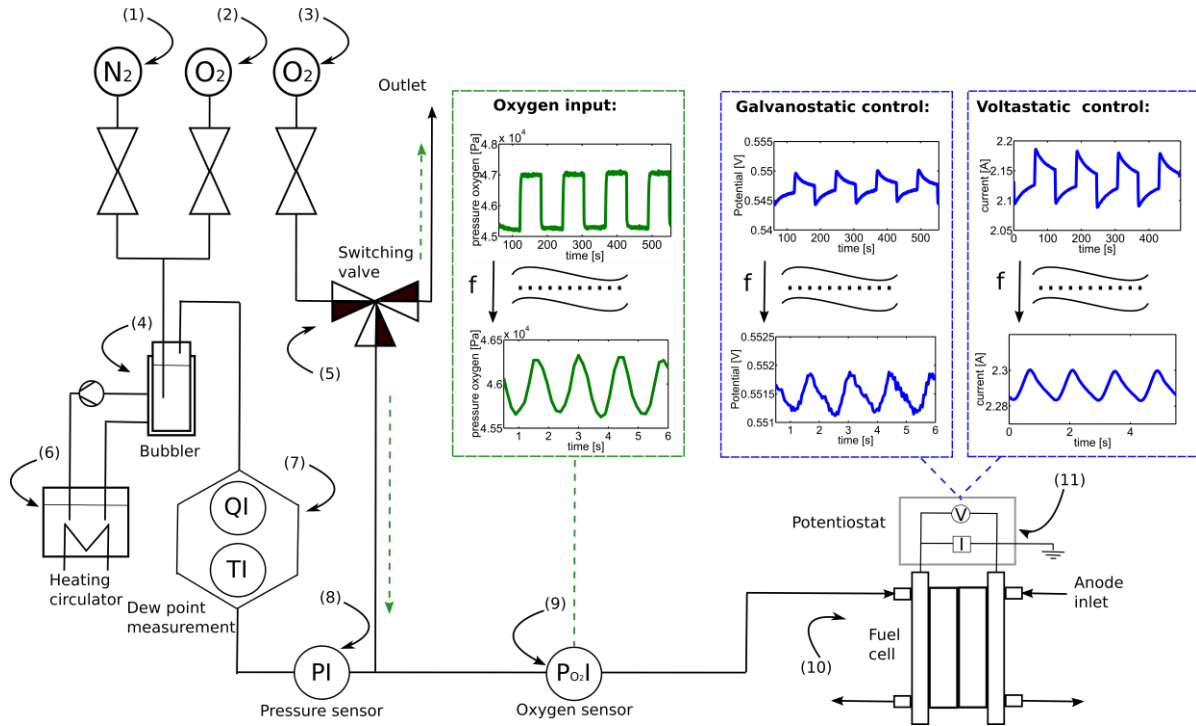 (1)
(2)
(3)
N2
O2
O2
Outlet
Oxygen input:
Galvanostatic control:
Voltastatic control:
x 10^4
pressure oxygen [Pa]
4.8
4.7
4.6
4.5
100 200 300 400 500
time [s]
Potential [V]
0.555
0.55
0.545
0.54
100 200 300 400 500
time [s]
current [A]
2.2
2.15
2.1
2.05
0 100 200 300 400
time [s]
Switching
valve
f
f
f
(4)
(5)
x 10^4
pressure oxygen [Pa]
4.65
4.6
4.55
1 2 3 4 5 6
time [s]
Potential [V]
0.5525
0.552
0.5515
0.551
1 2 3 4 5 6
time [s]
current [A]
2.3
2.28
0 2 4
time [s]
Bubbler
(6)
(7)
QI
TI
Heating
circulator
Dew point
measurement
(8)
PI
Pressure sensor
(9)
PO2I
Oxygen sensor
Potentiostat
V
I
(11)
Anode
inlet
Fuel
cell
(10)